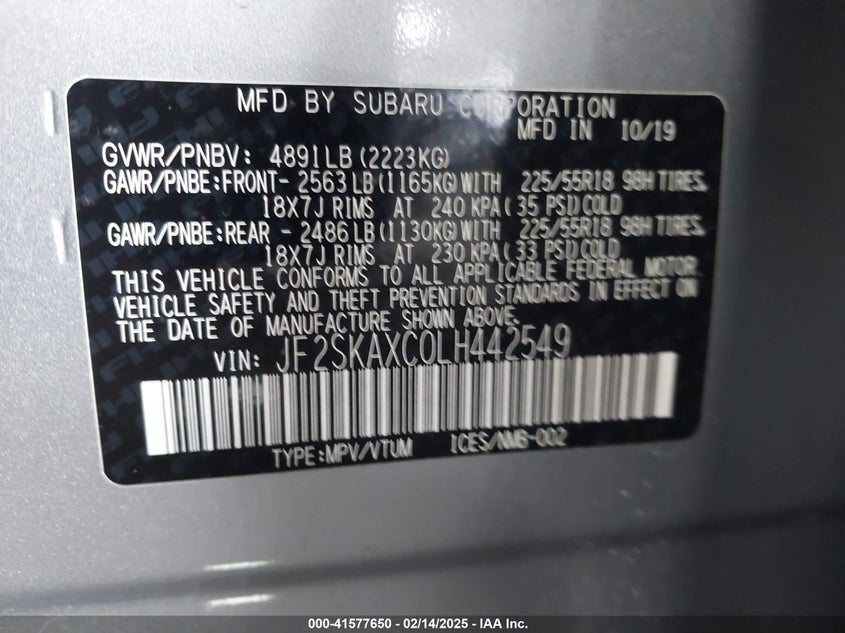 MFD BY SUBARU CORPORATION
MFD IN 10/19
GVWR/PNBV: 4891LB (2223KG)
GAWR/PNBE:FRONT- 2563LB(1165KG)WITH 225/55R18 98H TIRES,
18X7J RIMS AT 240 KPA( 35 PSI)COLD
GAWR/PNBE:REAR - 2486LB(1130KG)WITH 225/55R18 98H TIRES,
18X7J RIMS AT 230 KPA( 33 PSI)COLD.
THIS VEHICLE CONFORMS TO ALL APPLICABLE FEDERAL MOTOR
VEHICLE SAFETY AND THEFT PREVENTION STANDARDS IN EFFECT ON
THE DATE OF MANUFACTURE SHOWN ABOVE.
VIN: JF2SKAXC0LH442549
TYPE:MPV/VTUM ICES/NMB-002
000-41577650 - 02/14/2025 - IAA Inc.